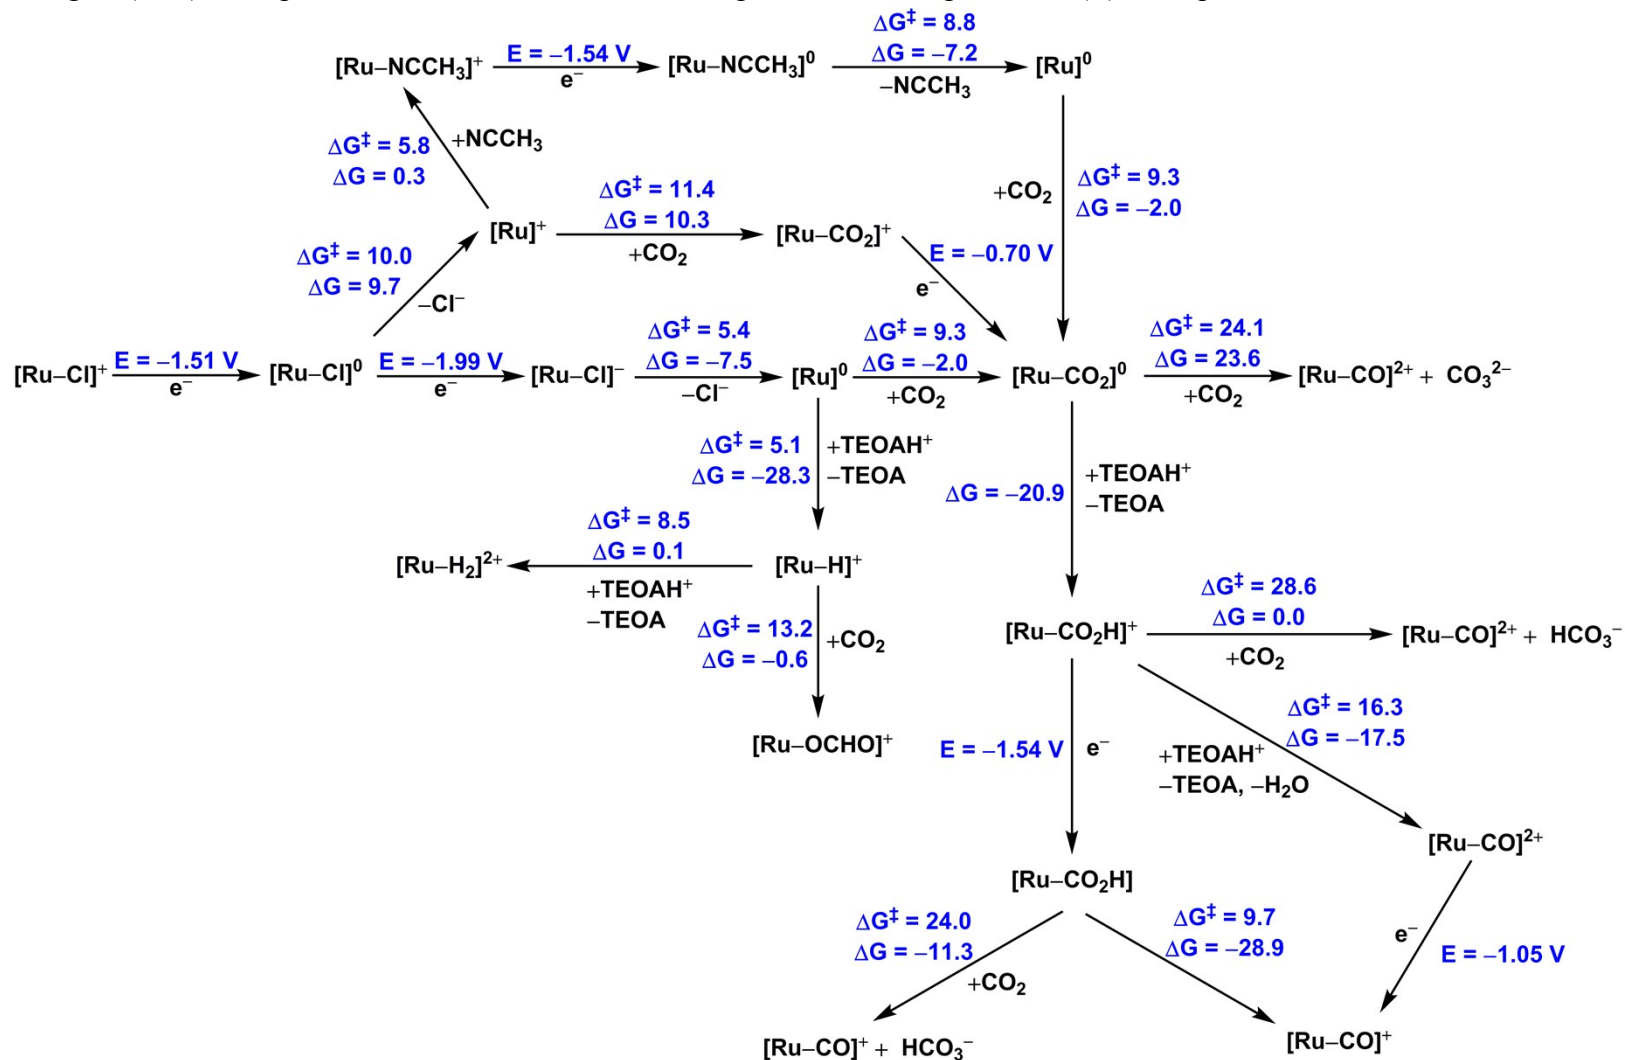 ΔG‡ = 8.8
[Ru–NCCH₃]⁺ E = –1.54 V [Ru–NCCH₃]⁰ ΔG = –7.2 [Ru]⁰
e⁻ –NCCH₃
ΔG‡ = 5.8 +NCCH₃
ΔG = 0.3
ΔG‡ = 11.4
ΔG = 10.3
[Ru]⁺ +CO₂ [Ru–CO₂]⁺
+CO₂ ΔG‡ = 9.3
ΔG = –2.0
ΔG‡ = 10.0
ΔG = 9.7
–Cl⁻
E = –0.70 V
e⁻
ΔG‡ = 5.4 ΔG‡ = 9.3 ΔG‡ = 24.1
[Ru–Cl]⁺ E = –1.51 V [Ru–Cl]⁰ E = –1.99 V [Ru–Cl]⁻ ΔG = –7.5 [Ru]⁰ ΔG = –2.0 [Ru–CO₂]⁰ ΔG = 23.6 [Ru–CO]²⁺ + CO₃²⁻
e⁻ e⁻ –Cl⁻ +CO₂ +CO₂
ΔG‡ = 5.1 +TEOAH⁺
ΔG = –28.3 –TEOA
ΔG = –20.9 +TEOAH⁺
–TEOA
ΔG‡ = 8.5
ΔG = 0.1
[Ru–H₂]²⁺ [Ru–H]⁺
+TEOAH⁺
–TEOA
ΔG‡ = 13.2 +CO₂
ΔG = –0.6
ΔG‡ = 28.6
ΔG = 0.0
[Ru–CO₂H]⁺ [Ru–CO]²⁺ + HCO₃⁻
+CO₂
[Ru–OCHO]⁺
E = –1.54 V e⁻
ΔG‡ = 16.3
ΔG = –17.5
+TEOAH⁺
–TEOA, –H₂O
[Ru–CO]²⁺
[Ru–CO₂H]
ΔG‡ = 24.0 ΔG‡ = 9.7
ΔG = –11.3 ΔG = –28.9
+CO₂
e⁻ E = –1.05 V
[Ru–CO]⁺ + HCO₃⁻ [Ru–CO]⁺